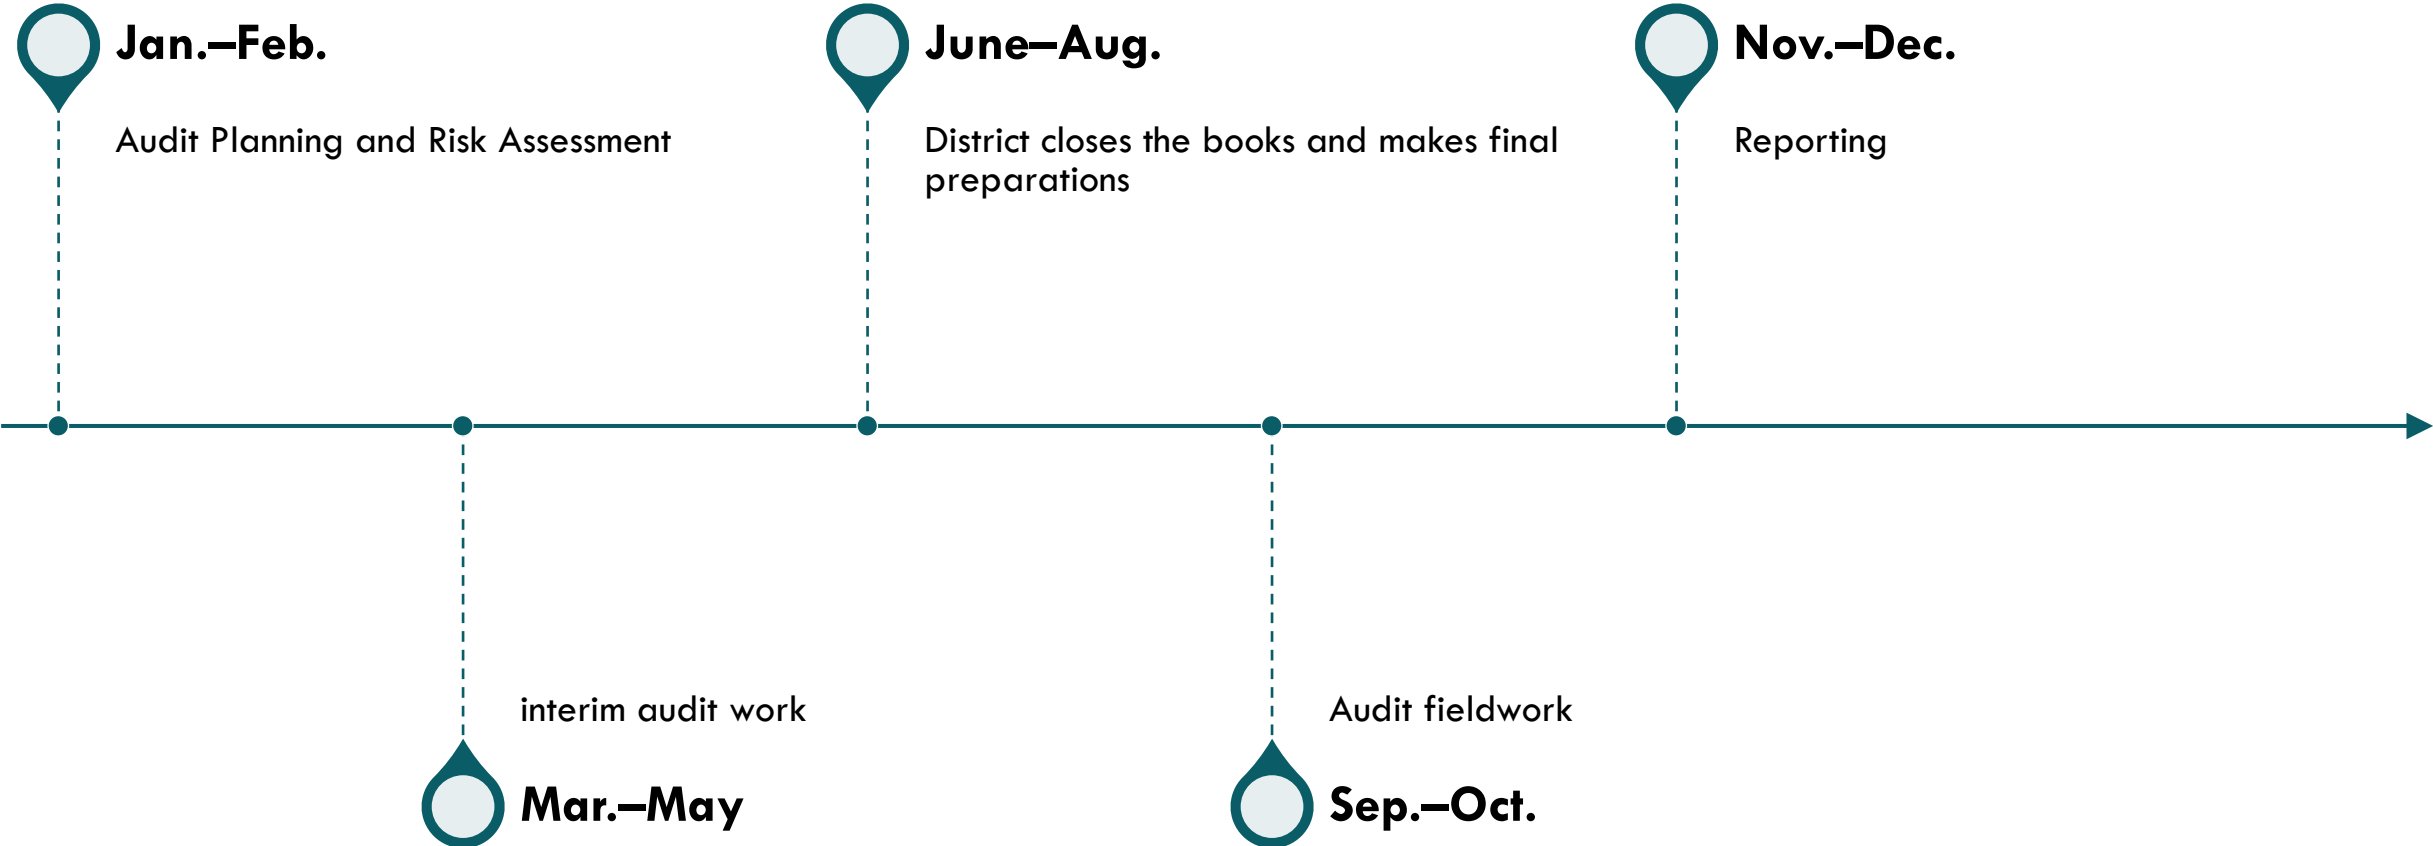 Jan.–Feb.
Audit Planning and Risk Assessment
interim audit work
Mar.–May
June–Aug.
District closes the books and makes final
preparations
Audit fieldwork
Sep.–Oct.
Nov.–Dec.
Reporting